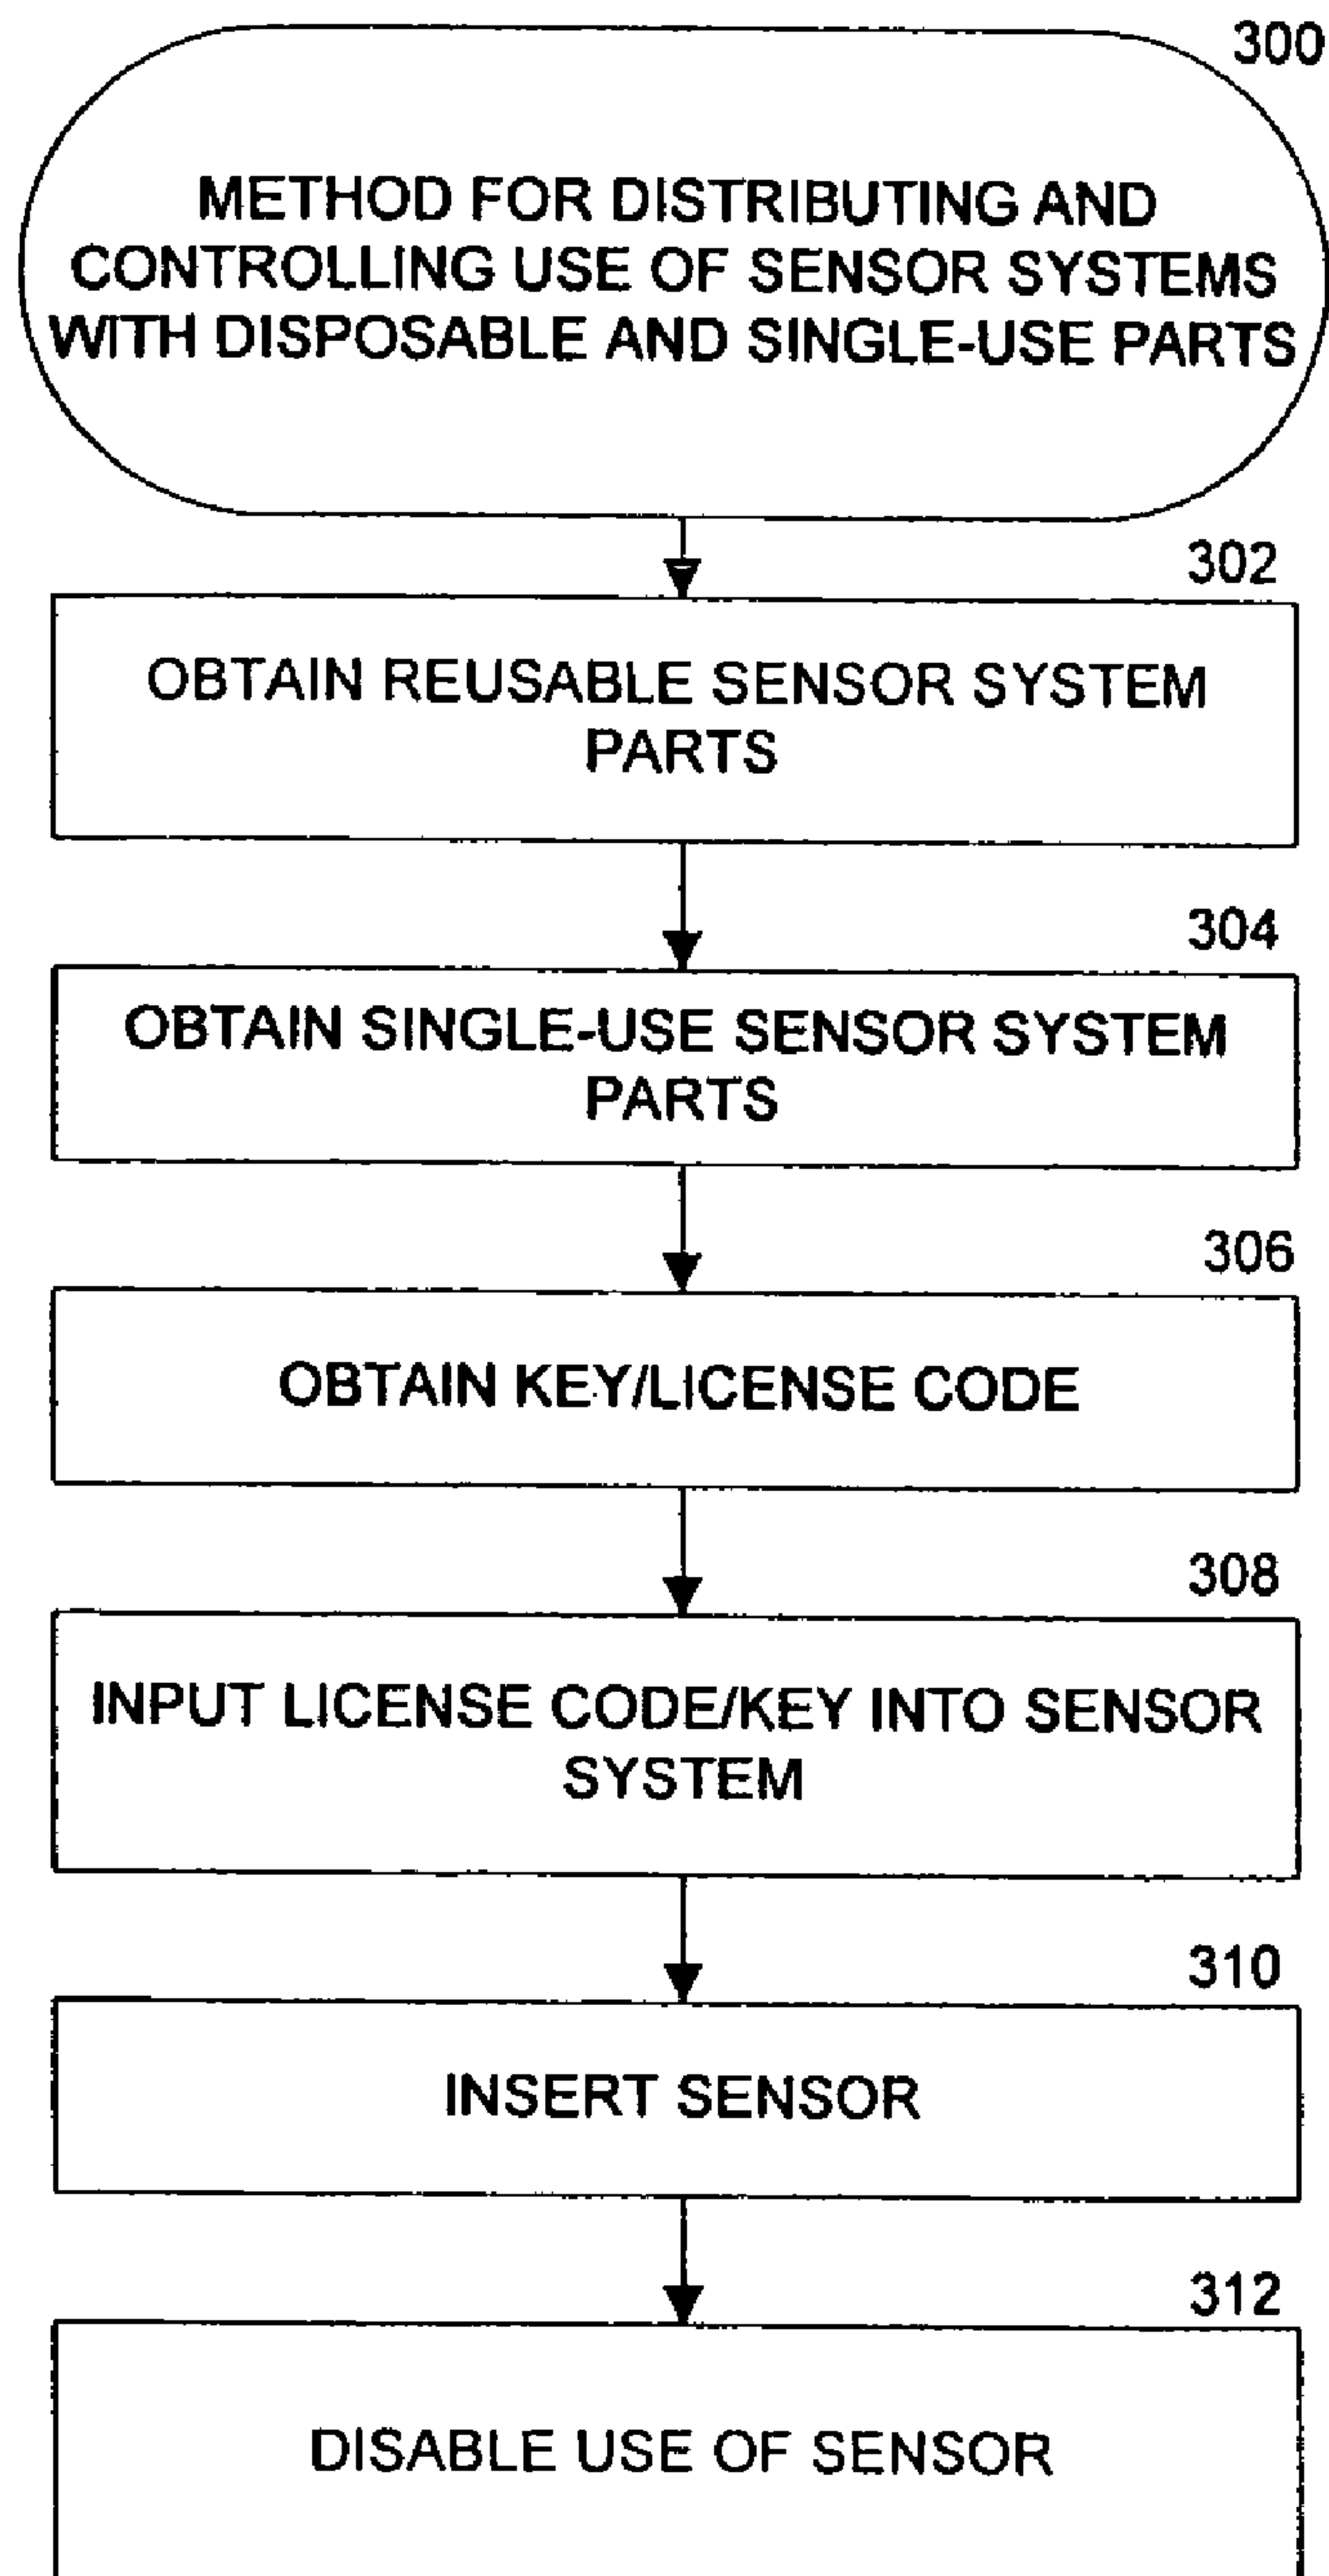 300
METHOD FOR DISTRIBUTING AND
CONTROLLING USE OF SENSOR SYSTEMS
WITH DISPOSABLE AND SINGLE-USE PARTS
302
OBTAIN REUSABLE SENSOR SYSTEM
PARTS
304
OBTAIN SINGLE-USE SENSOR SYSTEM
PARTS
306
OBTAIN KEY/LICENSE CODE
308
INPUT LICENSE CODE/KEY INTO SENSOR
SYSTEM
310
INSERT SENSOR
312
DISABLE USE OF SENSOR